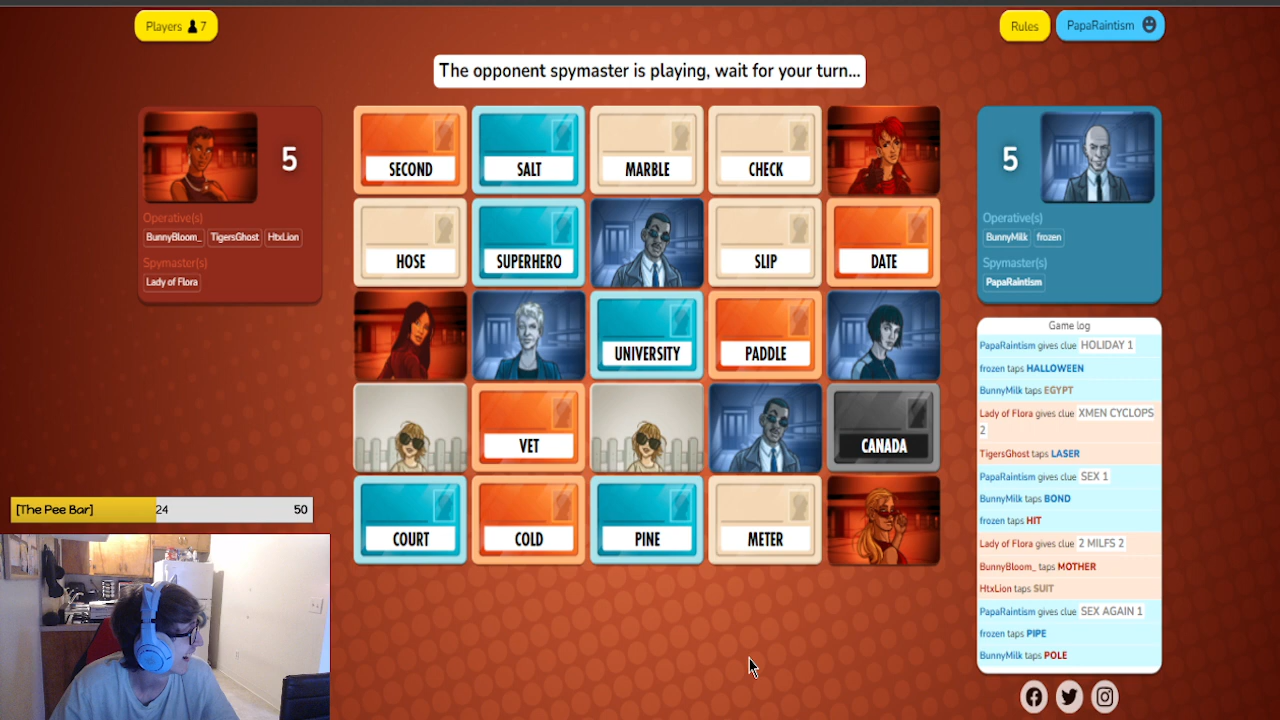 Players 7
Rules
PapaRaintism
The opponent spymaster is playing, wait for your turn...
5
Operative(s)
BunnyBloom_ TigersGhost HtxLion
Spymaster(s)
Lady of Flora
SECOND
SALT
MARBLE
CHECK
HOSE
SUPERHERO
SLIP
DATE
UNIVERSITY
PADDLE
VET
CANADA
COURT
COLD
PINE
METER
5
Operative(s)
BunnyMilk frozen
Spymaster(s)
PapaRaintism
Game log
PapaRaintism gives clue HOLIDAY 1
frozen taps HALLOWEEN
BunnyMilk taps EGYPT
Lady of Flora gives clue XMEN CYCLOPS
2
TigersGhost taps LASER
PapaRaintism gives clue SEX 1
BunnyMilk taps BOND
frozen taps HIT
Lady of Flora gives clue 2 MILFS 2
BunnyBloom_ taps MOTHER
HtxLion taps SUIT
PapaRaintism gives clue SEX AGAIN 1
frozen taps PIPE
BunnyMilk taps POLE
[The Pee Bar] 24 50